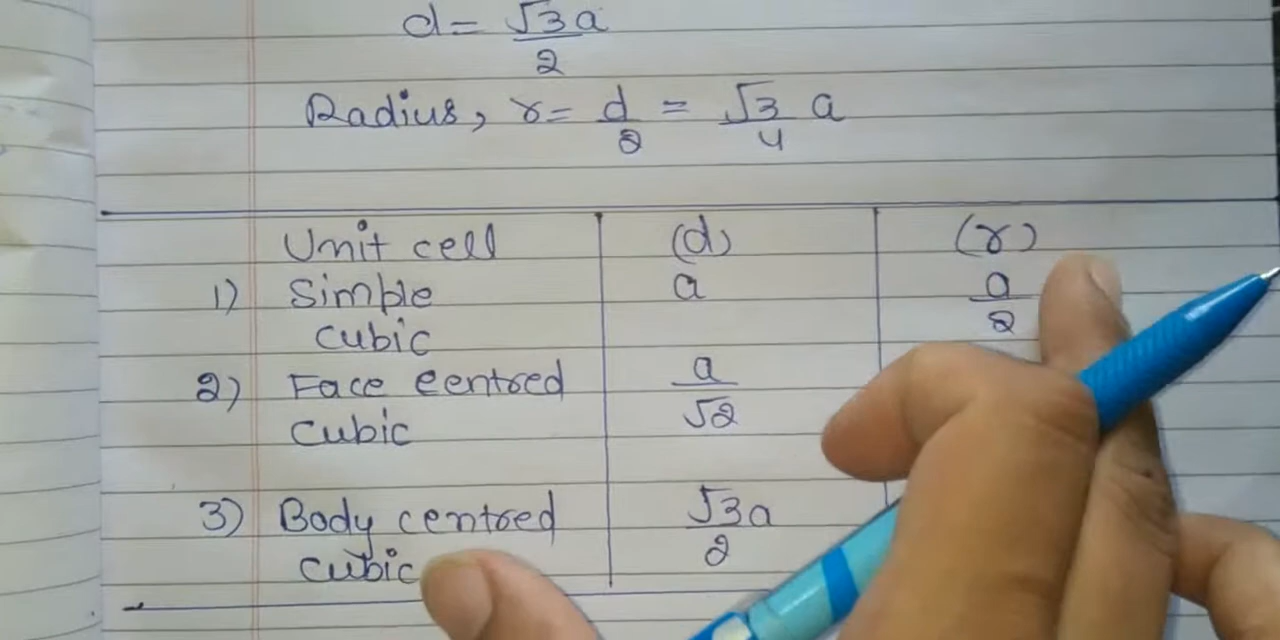 d = √3a/2
Radius, r = d/2 = √3/4 a
Unit cell (d) (r)
1) Simple a a/2
cubic
2) Face centred a/√2
cubic
3) Body centred √3a/2
cubic